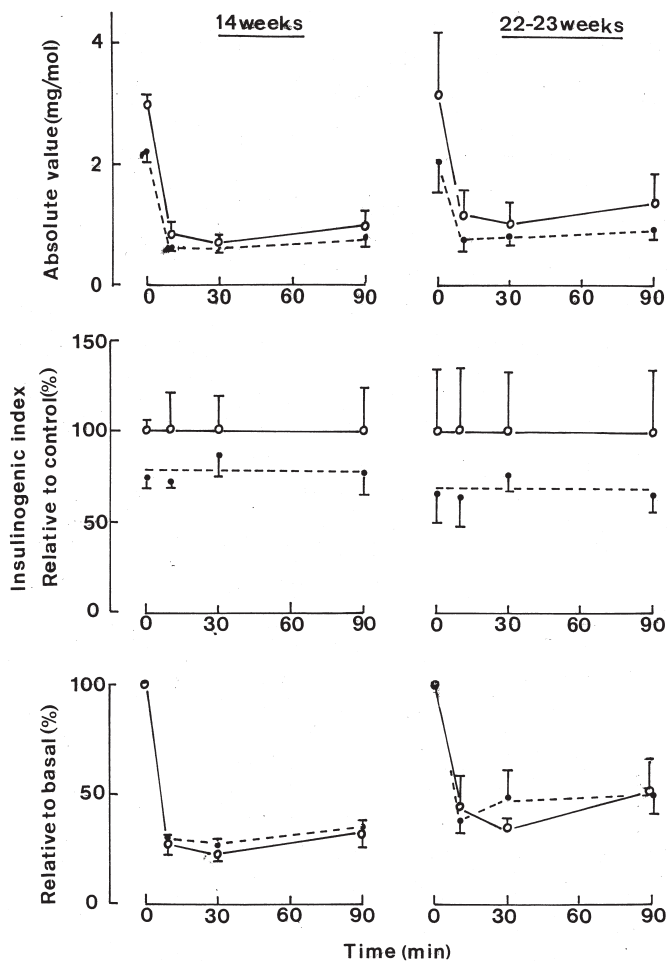 14weeks
22-23weeks
Absolute value(mg/mol)
4
2
0
0 30 60 90
0 30 60 90
Insulinogenic index
Relative to control(%)
150
100
50
0
0 30 60 90
0 30 60 90
Relative to basal (%)
100
50
0
0 30 60 90
0 30 60 90
Time (min)